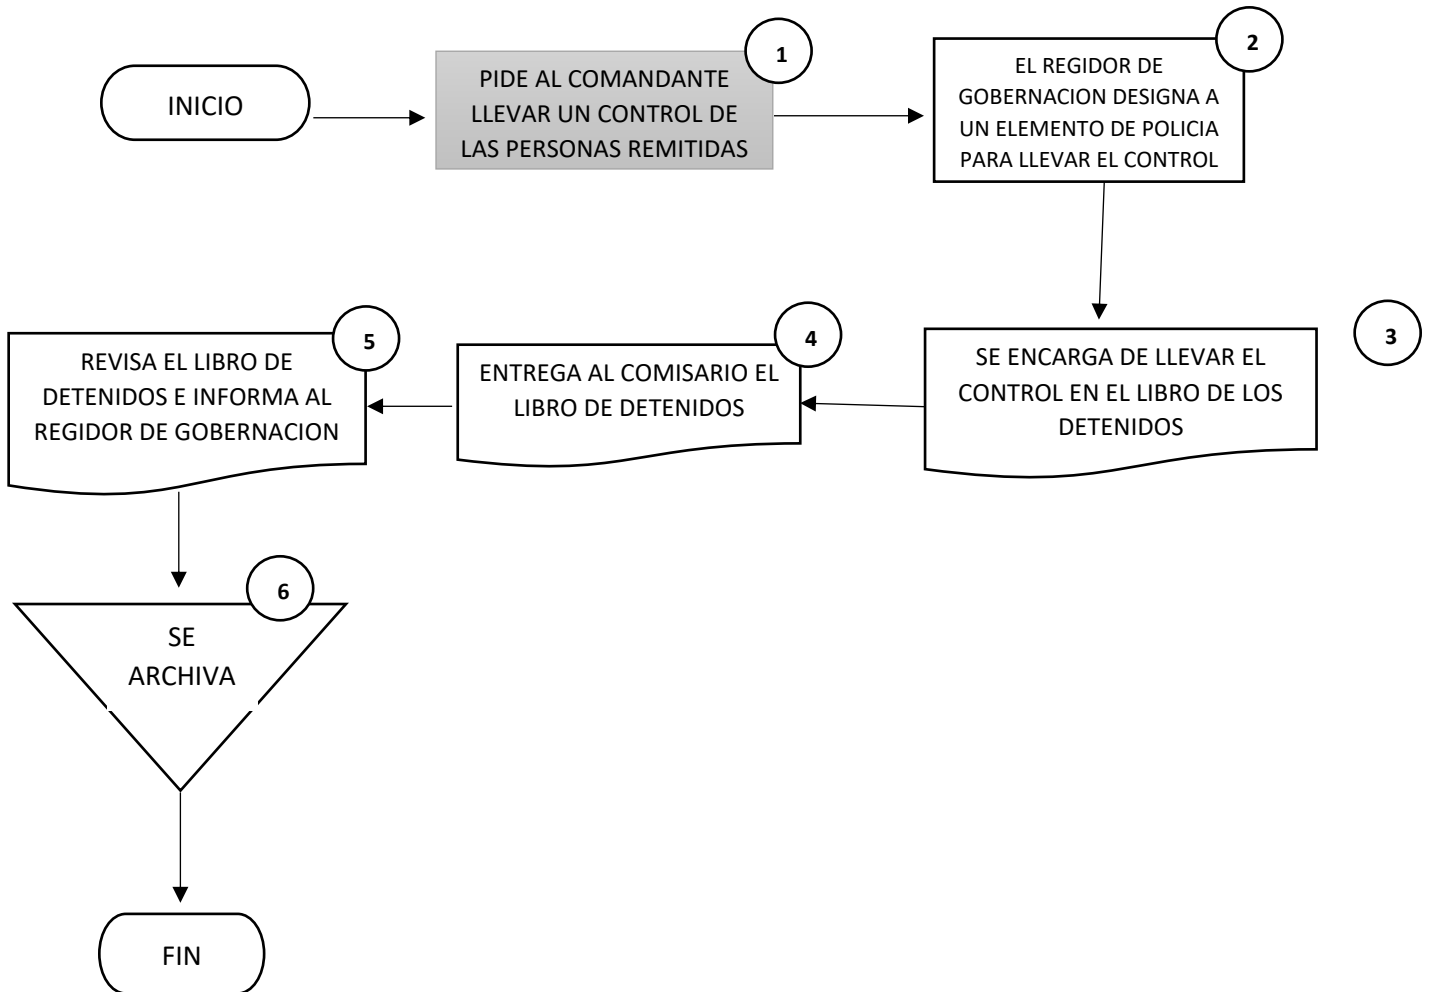 INICIO
1
PIDE AL COMANDANTE
LLEVAR UN CONTROL DE
LAS PERSONAS REMITIDAS
2
EL REGIDOR DE
GOBERNACION DESIGNA A
UN ELEMENTO DE POLICIA
PARA LLEVAR EL CONTROL
3
SE ENCARGA DE LLEVAR EL
CONTROL EN EL LIBRO DE LOS
DETENIDOS
4
ENTREGA AL COMISARIO EL
LIBRO DE DETENIDOS
5
REVISA EL LIBRO DE
DETENIDOS E INFORMA AL
REGIDOR DE GOBERNACION
6
SE
ARCHIVA
FIN